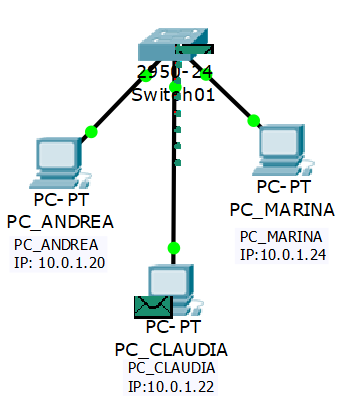 2950-24
Switch01
PC-PT
PC_ANDREA
PC_ANDREA
IP: 10.0.1.20
PC-PT
PC_MARINA
PC_MARINA
IP:10.0.1.24
PC-PT
PC_CLAUDIA
PC_CLAUDIA
IP:10.0.1.22